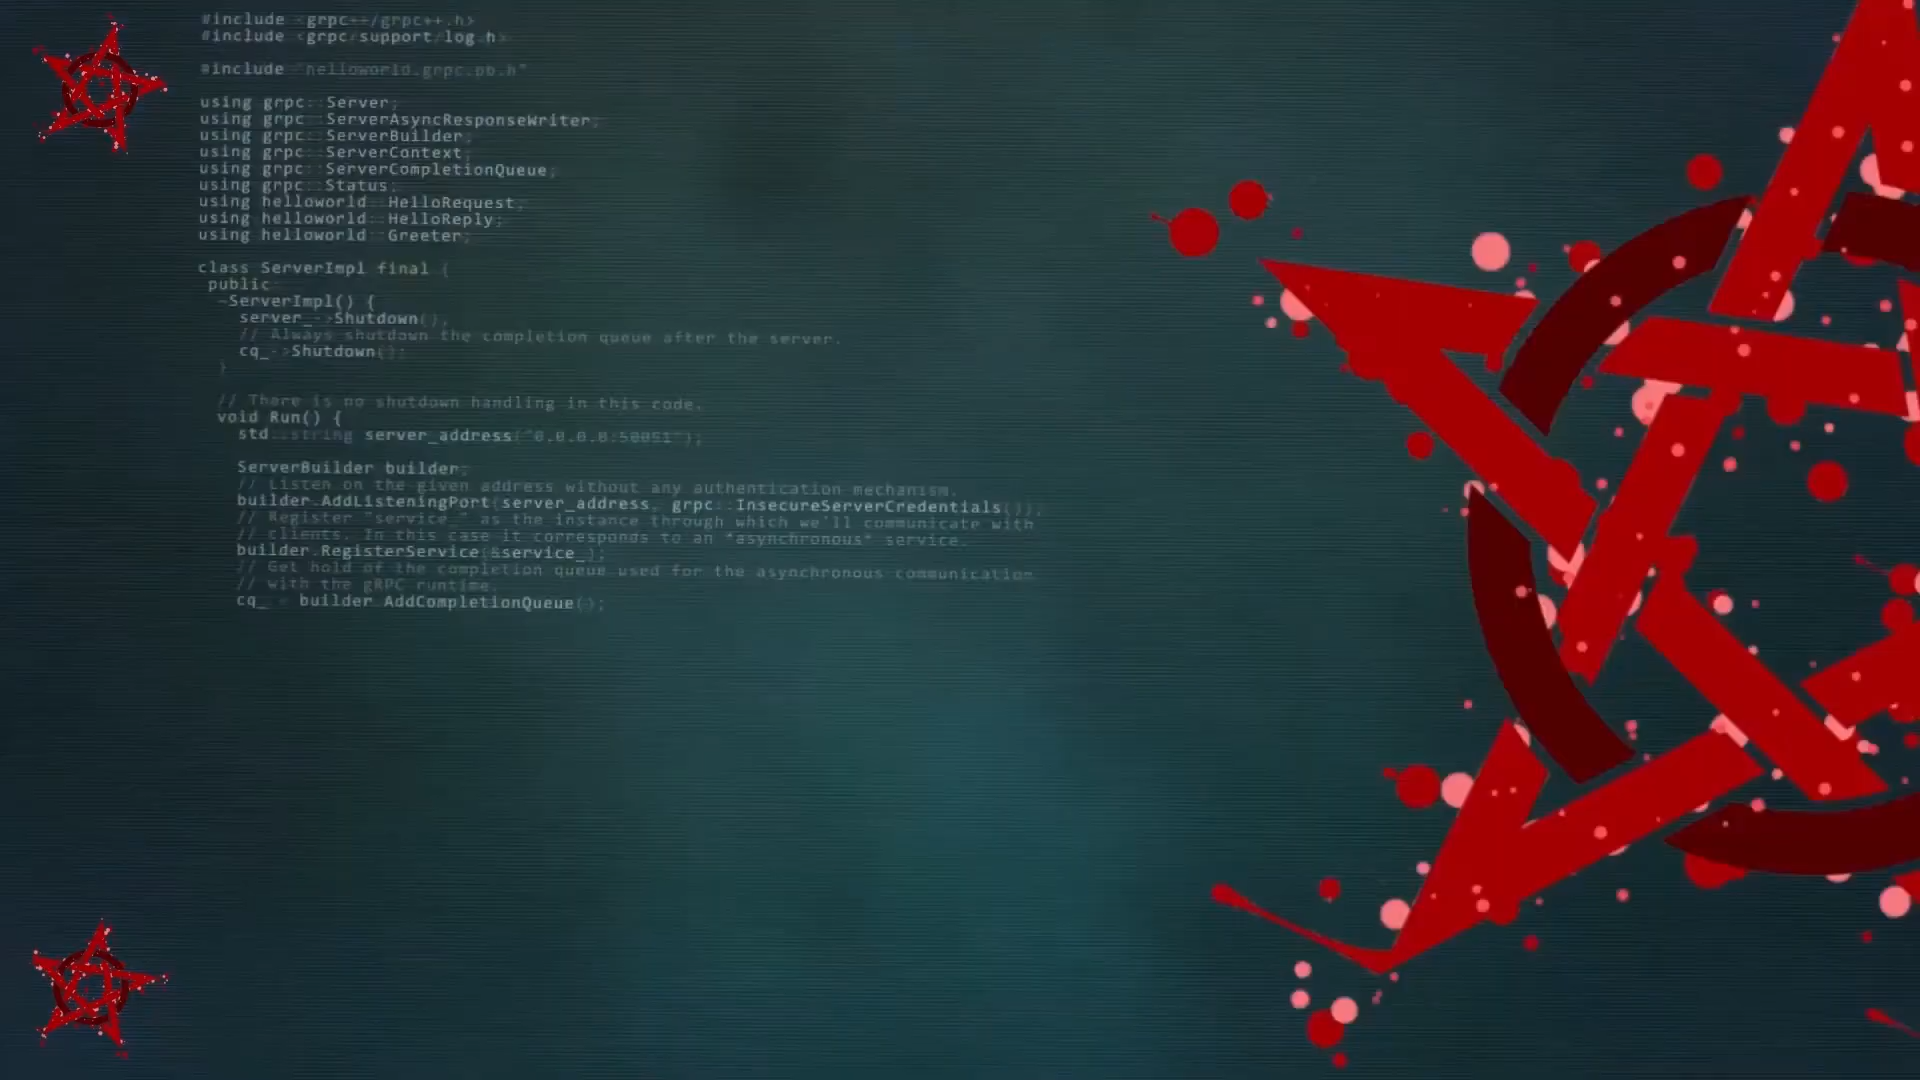 #include <grpc++/grpc++.h>
#include <grpc/support/log.h>
#include "helloworld.grpc.pb.h"
using grpc::Server;
using grpc::ServerAsyncResponseWriter;
using grpc::ServerBuilder;
using grpc::ServerContext;
using grpc::ServerCompletionQueue;
using grpc::Status;
using helloworld::HelloRequest;
using helloworld::HelloReply;
using helloworld::Greeter;
class ServerImpl final {
public:
~ServerImpl() {
server_->Shutdown();
// Always shutdown the completion queue after the server.
cq_->Shutdown();
}
// There is no shutdown handling in this code.
void Run() {
std::string server_address("0.0.0.0:50051");
ServerBuilder builder;
// Listen on the given address without any authentication mechanism.
builder.AddListeningPort(server_address, grpc::InsecureServerCredentials());
// Register "service_" as the instance through which we'll communicate with
// clients. In this case it corresponds to an *asynchronous* service.
builder.RegisterService(&service_);
// Get hold of the completion queue used for the asynchronous communication
// with the gRPC runtime.
cq_ = builder.AddCompletionQueue();